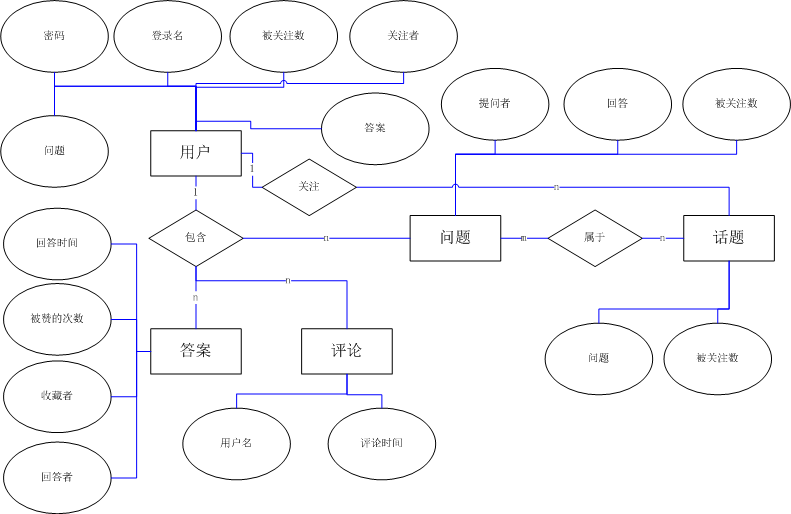 密码
登录名
被关注数
关注者
提问者
回答
被关注数
答案
问题
用户
1
关注
n
1
包含
n
问题
m
属于
n
话题
回答时间
n
n
被赞的次数
答案
评论
问题
被关注数
收藏者
用户名
评论时间
回答者